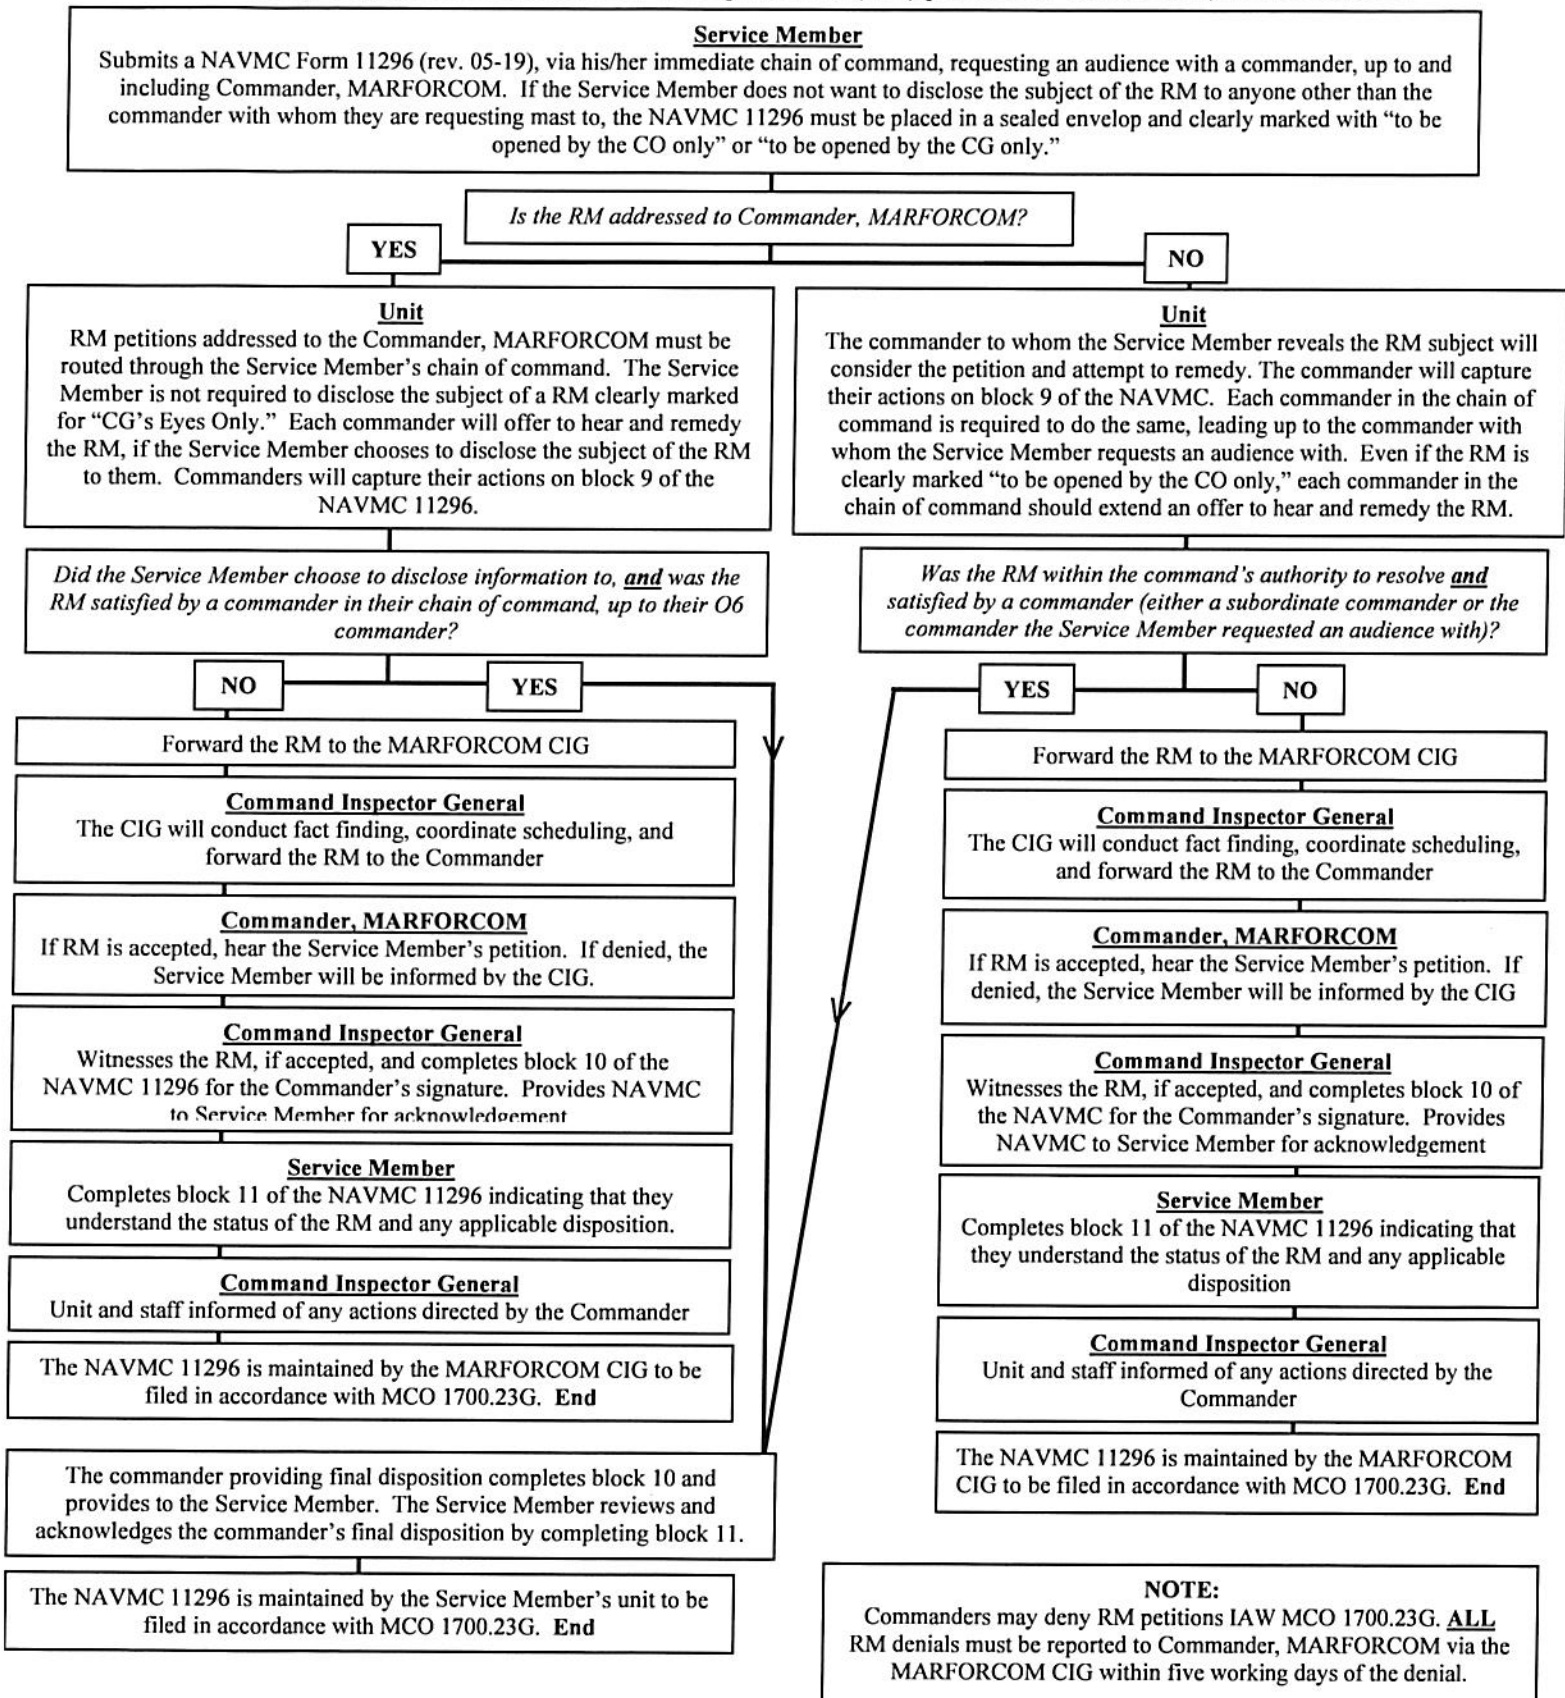 Service Member
Submits a NAVMC Form 11296 (rev. 05-19), via his/her immediate chain of command, requesting an audience with a commander, up to and
including Commander, MARFORCOM. If the Service Member does not want to disclose the subject of the RM to anyone other than the
commander with whom they are requesting mast to, the NAVMC 11296 must be placed in a sealed envelop and clearly marked with “to be
opened by the CO only” or “to be opened by the CG only.”
Is the RM addressed to Commander, MARFORCOM?
YES
NO
Unit
RM petitions addressed to the Commander, MARFORCOM must be
routed through the Service Member’s chain of command. The Service
Member is not required to disclose the subject of a RM clearly marked
for “CG’s Eyes Only.” Each commander will offer to hear and remedy
the RM, if the Service Member chooses to disclose the subject of the RM
to them. Commanders will capture their actions on block 9 of the
NAVMC 11296.
Unit
The commander to whom the Service Member reveals the RM subject will
consider the petition and attempt to remedy. The commander will capture
their actions on block 9 of the NAVMC. Each commander in the chain of
command is required to do the same, leading up to the commander with
whom the Service Member requests an audience with. Even if the RM is
clearly marked “to be opened by the CO only,” each commander in the
chain of command should extend an offer to hear and remedy the RM.
Did the Service Member choose to disclose information to, and was the
RM satisfied by a commander in their chain of command, up to their O6
commander?
Was the RM within the command’s authority to resolve and
satisfied by a commander (either a subordinate commander or the
commander the Service Member requested an audience with)?
NO
YES
YES
NO
Forward the RM to the MARFORCOM CIG
Command Inspector General
The CIG will conduct fact finding, coordinate scheduling, and
forward the RM to the Commander
Commander, MARFORCOM
If RM is accepted, hear the Service Member’s petition. If denied, the
Service Member will be informed by the CIG.
Command Inspector General
Witnesses the RM, if accepted, and completes block 10 of the
NAVMC 11296 for the Commander’s signature. Provides NAVMC
to Service Member for acknowledgement
Service Member
Completes block 11 of the NAVMC 11296 indicating that they
understand the status of the RM and any applicable disposition.
Command Inspector General
Unit and staff informed of any actions directed by the Commander
The NAVMC 11296 is maintained by the MARFORCOM CIG to be
filed in accordance with MCO 1700.23G. End
The commander providing final disposition completes block 10 and
provides to the Service Member. The Service Member reviews and
acknowledges the commander’s final disposition by completing block 11.
The NAVMC 11296 is maintained by the Service Member’s unit to be
filed in accordance with MCO 1700.23G. End
Forward the RM to the MARFORCOM CIG
Command Inspector General
The CIG will conduct fact finding, coordinate scheduling,
and forward the RM to the Commander
Commander, MARFORCOM
If RM is accepted, hear the Service Member’s petition. If
denied, the Service Member will be informed by the CIG
Command Inspector General
Witnesses the RM, if accepted, and completes block 10 of
the NAVMC for the Commander’s signature. Provides
NAVMC to Service Member for acknowledgement
Service Member
Completes block 11 of the NAVMC 11296 indicating that
they understand the status of the RM and any applicable
disposition
Command Inspector General
Unit and staff informed of any actions directed by the
Commander
The NAVMC 11296 is maintained by the MARFORCOM
CIG to be filed in accordance with MCO 1700.23G. End
NOTE:
Commanders may deny RM petitions IAW MCO 1700.23G. ALL
RM denials must be reported to Commander, MARFORCOM via the
MARFORCOM CIG within five working days of the denial.